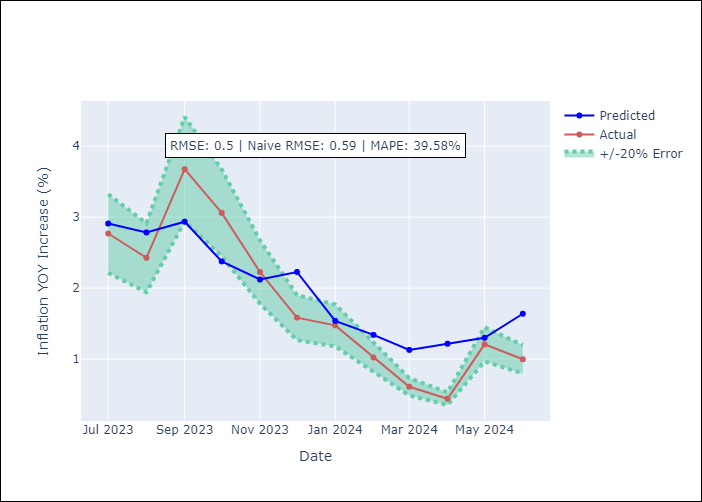 Predicted
Actual
+/-20% Error
RMSE: 0.5 | Naive RMSE: 0.59 | MAPE: 39.58%
4
3
2
1
Inflation YOY Increase (%)
Jul 2023 Sep 2023 Nov 2023 Jan 2024 Mar 2024 May 2024
Date